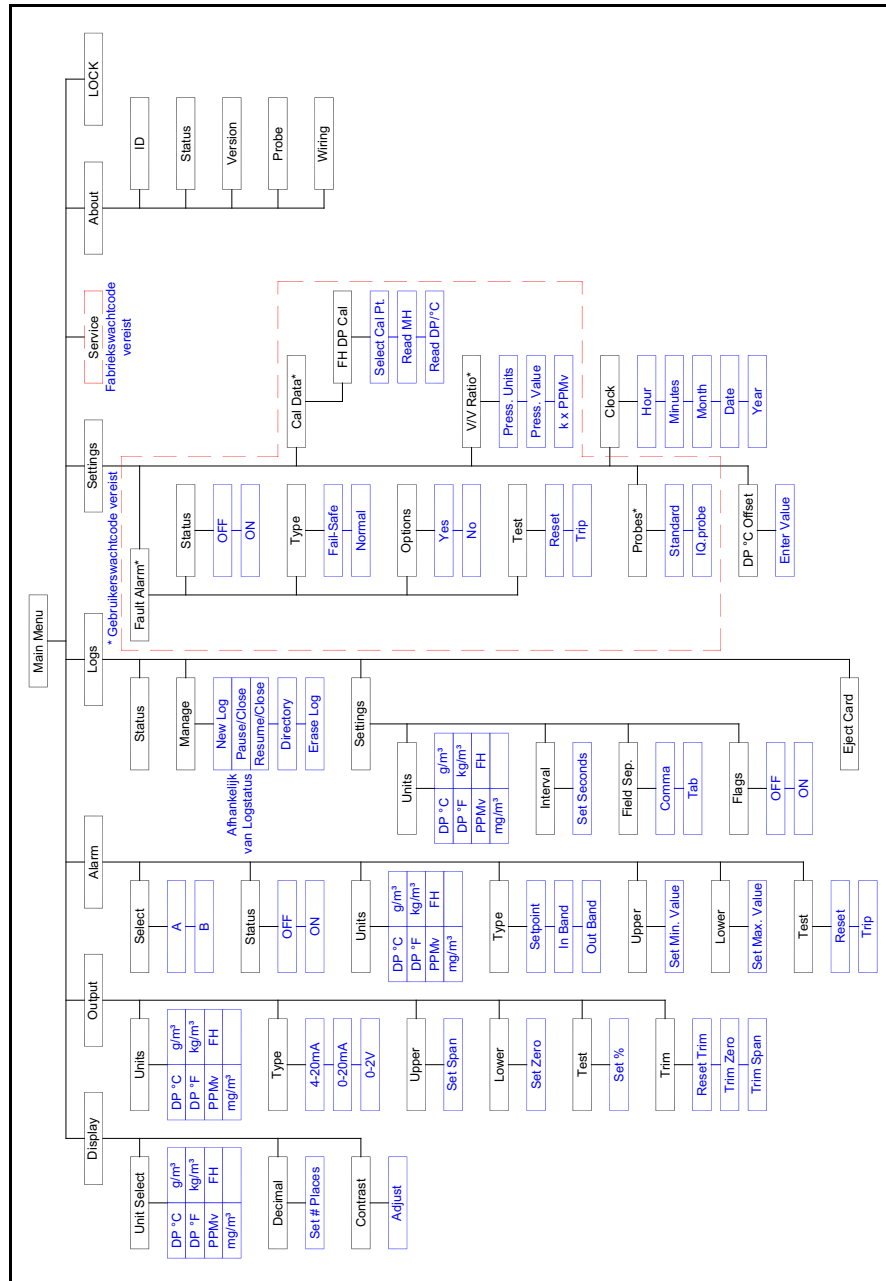 Main Menu
Display
Unit Select
DP °C g/m³
DP °F kg/m³
PPMv FH
mg/m³
Decimal
Set # Places
Contrast
Adjust
Output
Units
DP °C g/m³
DP °F kg/m³
PPMv FH
mg/m³
Type
4-20mA
0-20mA
0-2V
Upper
Set Span
Lower
Set Zero
Test
Set %
Trim
Reset Trim
Trim Zero
Trim Span
Alarm
Select
A
B
Status
OFF
ON
Units
DP °C g/m³
DP °F kg/m³
PPMv FH
mg/m³
Type
Setpoint
In Band
Out Band
Upper
Set Min. Value
Lower
Set Max. Value
Test
Reset
Trip
Logs
Status
Manage
New Log
Pause/Close
Resume/Close
Directory
Erase Log
Afhankelijk
van Logstatus
Settings
Units
DP °C g/m³
DP °F kg/m³
PPMv FH
mg/m³
Interval
Set Seconds
Field Sep.
Comma
Tab
Flags
OFF
ON
Eject Card
Settings
* Gebruikerswachtcode vereist
Fault Alarm*
Status
OFF
ON
Type
Fail-Safe
Normal
Options
Yes
No
Test
Reset
Trip
Cal Data*
FH DP Cal
Select Cal Pt.
Read MH
Read DP/°C
V/V Ratio*
Press. Units
Press. Value
k x PPMv
Clock
Hour
Minutes
Month
Date
Year
Probes*
Standard
IQ.probe
DP °C Offset
Enter Value
Service
Fabriekswachtcode
vereist
About
ID
Status
Version
Probe
Wiring
LOCK